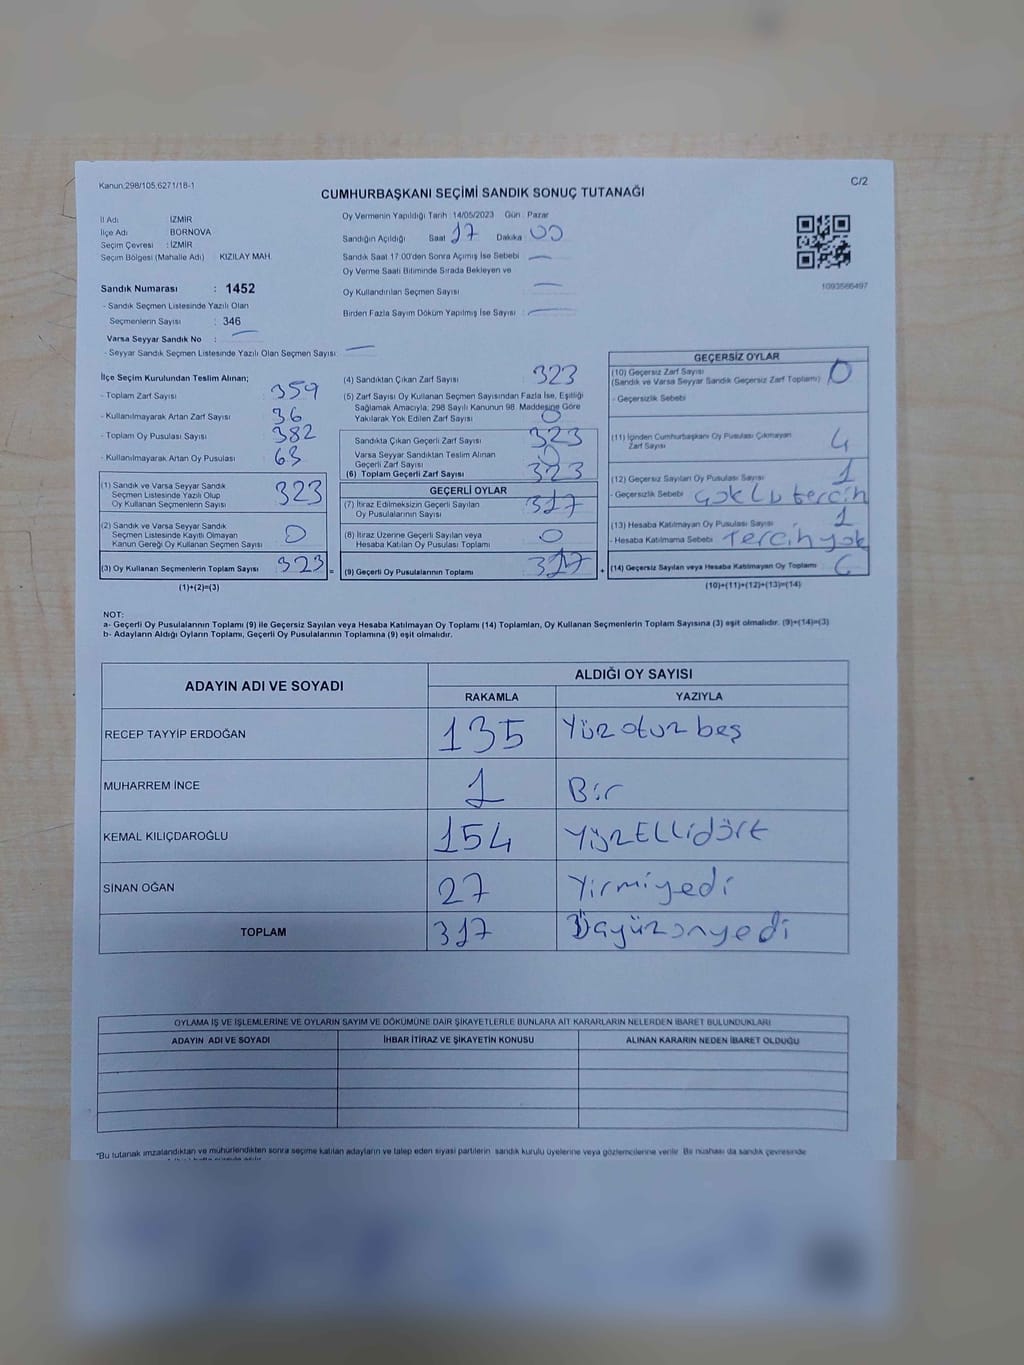 Kanun:298/105,6271/18-1
C/2
CUMHURBAŞKANI SEÇİMİ SANDIK SONUÇ TUTANAĞI
İl Adı : İZMİR
İlçe Adı : BORNOVA
Seçim Çevresi : İZMİR
Seçim Bölgesi (Mahalle Adı) : KIZILAY MAH.
Sandık Numarası : 1452
- Sandık Seçmen Listesinde Yazılı Olan
Seçmenlerin Sayısı : 346
Varsa Seyyar Sandık No :
- Seyyar Sandık Seçmen Listesinde Yazılı Olan Seçmen Sayısı:
Oy Vermenin Yapıldığı Tarih 14/05/2023 Gün : Pazar
Sandığın Açıldığı Saat 17 Dakika : 00
Sandık Saat 17:00'den Sonra Açımış İse Sebebi
Oy Verme Saati Bitiminde Sırada Bekleyen ve
Oy Kullandırılan Seçmen Sayısı
Birden Fazla Sayım Döküm Yapılmış İse Sayısı :
1093586497
İlçe Seçim Kurulundan Teslim Alınan;
- Toplam Zarf Sayısı : 359
- Kullanılmayarak Artan Zarf Sayısı : 36
- Toplam Oy Pusulası Sayısı : 382
- Kullanılmayarak Artan Oy Pusulası : 63
(1) Sandık ve Varsa Seyyar Sandık
Seçmen Listesinde Yazılı Olup
Oy Kullanan Seçmenlerin Sayısı 323
(2) Sandık ve Varsa Seyyar Sandık
Seçmen Listesinde Kayıtlı Olmayan
Kanun Gereği Oy Kullanan Seçmen Sayısı 0
(3) Oy Kullanan Seçmenlerin Toplam Sayısı 323 =
(1)+(2)=(3)
(4) Sandıktan Çıkan Zarf Sayısı : 323
(5) Zarf Sayısı Oy Kullanan Seçmen Sayısından Fazla İse, Eşitliği
Sağlamak Amacıyla, 298 Sayılı Kanunun 98. Maddesine Göre
Yakılarak Yok Edilen Zarf Sayısı : 0
Sandıkta Çıkan Geçerli Zarf Sayısı : 323
Varsa Seyyar Sandıktan Teslim Alınan
Geçerli Zarf Sayısı : 0
(6) Toplam Geçerli Zarf Sayısı : 323
GEÇERLİ OYLAR
(7) İtiraz Edilmeksizin Geçerli Sayılan
Oy Pusulalarının Sayısı : 317
(8) İtiraz Üzerine Geçerli Sayılan veya
Hesaba Katılan Oy Pusulası Toplamı : 0
(9) Geçerli Oy Pusulalarının Toplamı : 317 +
GEÇERSİZ OYLAR
(10) Geçersiz Zarf Sayısı
(Sandık ve Varsa Seyyar Sandık Geçersiz Zarf Toplamı) : 0
- Geçersizlik Sebebi
(11) İçinden Cumhurbaşkanı Oy Pusulası Çıkmayan
Zarf Sayısı 4
(12) Geçersiz Sayılan Oy Pusulası Sayısı 1
- Geçersizlik Sebebi çoklu tercih
(13) Hesaba Katılmayan Oy Pusulası Sayısı 1
- Hesaba Katılmama Sebebi Tercih yok
(14) Geçersiz Sayılan veya Hesaba Katılmayan Oy Toplamı : 6
(10)+(11)+(12)+(13)=(14)
NOT:
a- Geçerli Oy Pusulalarının Toplamı (9) ile Geçersiz Sayılan veya Hesaba Katılmayan Oy Toplamı (14) Toplamları, Oy Kullanan Seçmenlerin Toplam Sayısına (3) eşit olmalıdır. (9)+(14)=(3)
b- Adayların Aldığı Oyların Toplamı, Geçerli Oy Pusulalarının Toplamına (9) eşit olmalıdır.
ADAYIN ADI VE SOYADI
ALDIĞI OY SAYISI
RAKAMLA YAZIYLA
RECEP TAYYİP ERDOĞAN 135 Yüz otuz beş
MUHARREM İNCE 1 Bir
KEMAL KILIÇDAROĞLU 154 YüzELLidört
SİNAN OĞAN 27 Yirmiyedi
TOPLAM 317 Üçyüzonyedi
OYLAMA İŞ VE İŞLEMLERİNE VE OYLARIN SAYIM VE DÖKÜMÜNE DAİR ŞİKAYETLERLE BUNLARA AİT KARARLARIN NELERDEN İBARET BULUNDUKLARI
ADAYIN ADI VE SOYADI İHBAR İTİRAZ VE ŞİKAYETİN KONUSU ALINAN KARARIN NEDEN İBARET OLDUĞU
*Bu tutanak imzalandıktan ve mühürlendikten sonra seçime katılan adayların ve talep eden siyasi partilerin sandık kurulu üyelerine veya gözlemcilerine verilir. Bir nüshası da sandık çevresinde